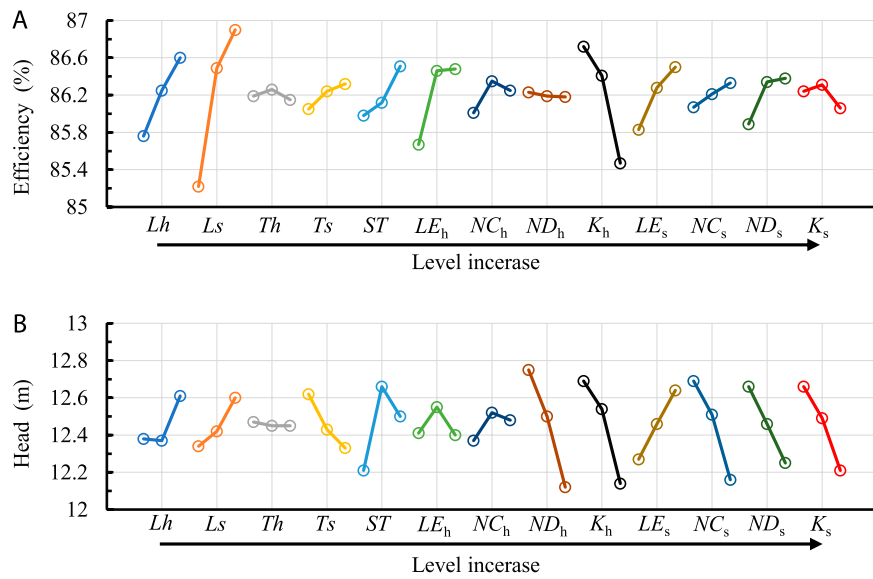 A
Efficiency (%)
87
86.6
86.2
85.8
85.4
85
Lh Ls Th Ts ST LEh NCh NDh Kh LEs NCs NDs Ks
Level incerase
B
Head (m)
13
12.8
12.6
12.4
12.2
12
Lh Ls Th Ts ST LEh NCh NDh Kh LEs NCs NDs Ks
Level incerase